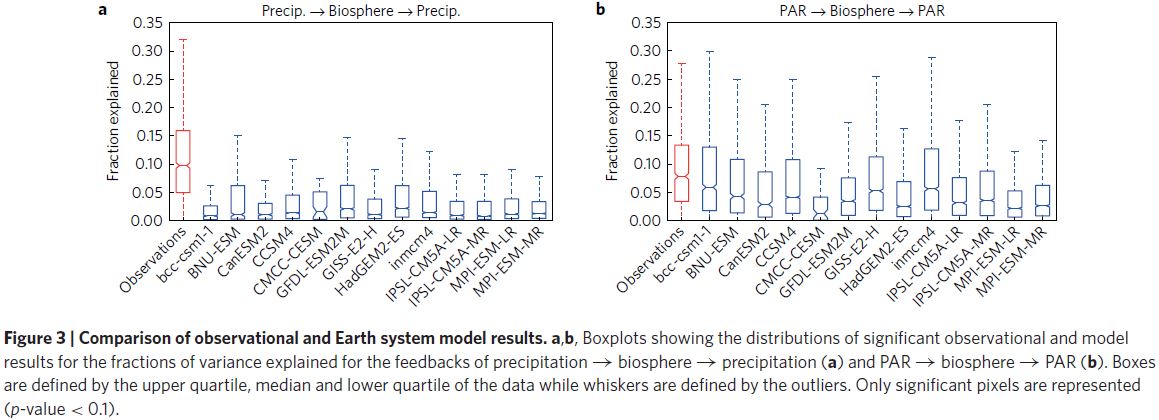 a
Precip. → Biosphere → Precip.
Fraction explained
0.35
0.30
0.25
0.20
0.15
0.10
0.05
0.00
Observations
bcc-csm1-1
BNU-ESM
CanESM2
CCSM4
CMCC-CESM
GFDL-ESM2M
GISS-E2-H
HadGEM2-ES
inmcm4
IPSL-CM5A-LR
IPSL-CM5A-MR
MPI-ESM-LR
MPI-ESM-MR
b
PAR → Biosphere → PAR
Fraction explained
0.35
0.30
0.25
0.20
0.15
0.10
0.05
0.00
Observations
bcc-csm1-1
BNU-ESM
CanESM2
CCSM4
CMCC-CESM
GFDL-ESM2M
GISS-E2-H
HadGEM2-ES
inmcm4
IPSL-CM5A-LR
IPSL-CM5A-MR
MPI-ESM-LR
MPI-ESM-MR
Figure 3 | Comparison of observational and Earth system model results. a,b, Boxplots showing the distributions of significant observational and model
results for the fractions of variance explained for the feedbacks of precipitation → biosphere → precipitation (a) and PAR → biosphere → PAR (b). Boxes
are defined by the upper quartile, median and lower quartile of the data while whiskers are defined by the outliers. Only significant pixels are represented
(p-value < 0.1).